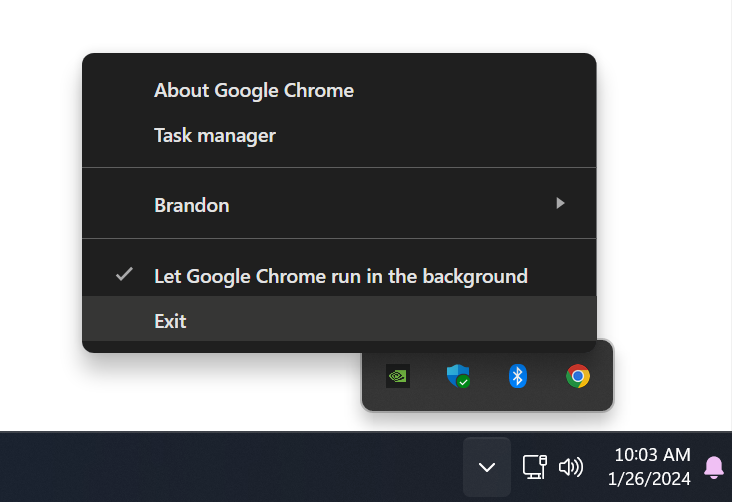 About Google Chrome
Task manager
Brandon
Let Google Chrome run in the background
Exit
10:03 AM
1/26/2024